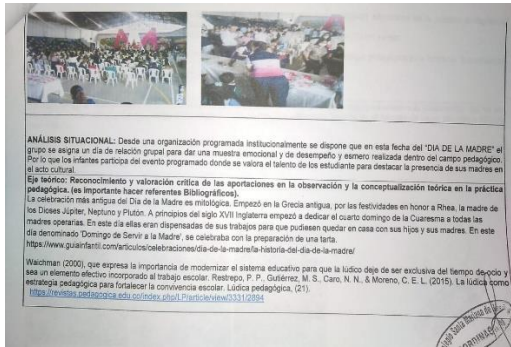 ANÁLISIS SITUACIONAL: Desde una organización programada institucionalmente se dispone que en esta fecha del "DIA DE LA MADRE" el
grupo se asigna un día de relación grupal para dar una muestra emocional y de desempeño y esmero realizada dentro del campo pedagógico.
Por lo que los infantes participa del evento programado donde se valora el talento de los estudiante para destacar la presencia de sus madres en
el acto cultural.
Eje teórico: Reconocimiento y valoración critica de las aportaciones en la observación y la conceptualización teórica en la práctica
pedagógica. (es importante hacer referentes Bibliográficos).
La celebración más antigua del Día de la Madre es mitológica. Empezó en la Grecia antigua, por las festividades en honor a Rhea, la madre de
los Dioses Júpiter, Neptuno y Plutón. A principios del siglo XVII Inglaterra empezó a dedicar el cuarto domingo de la Cuaresma a todas las
madres operarias. En este día ellas eran dispensadas de sus trabajos para que pudiesen quedar en casa con sus hijos y sus madres. En este
día denominado 'Domingo de Servir a la Madre', se celebraba con la preparación de una tarta.
https://www.guiainfantil.com/articulos/celebraciones/dia-de-la-madre/la-historia-del-dia-de-la-madre/
Waichman (2000), que expresa la importancia de modernizar el sistema educativo para que la lúdico deje de ser exclusiva del tiempo de ocio y
sea un elemento efectivo incorporado al trabajo escolar. Restrepo, P. P., Gutiérrez, M. S., Caro, N. N., & Moreno, C. E. L. (2015). La lúdica como
estrategia pedagógica para fortalecer la convivencia escolar. Lúdica pedagógica, (21).
https://revistas.pedagogica.edu.co/index.php/LP/article/view/3331/2894